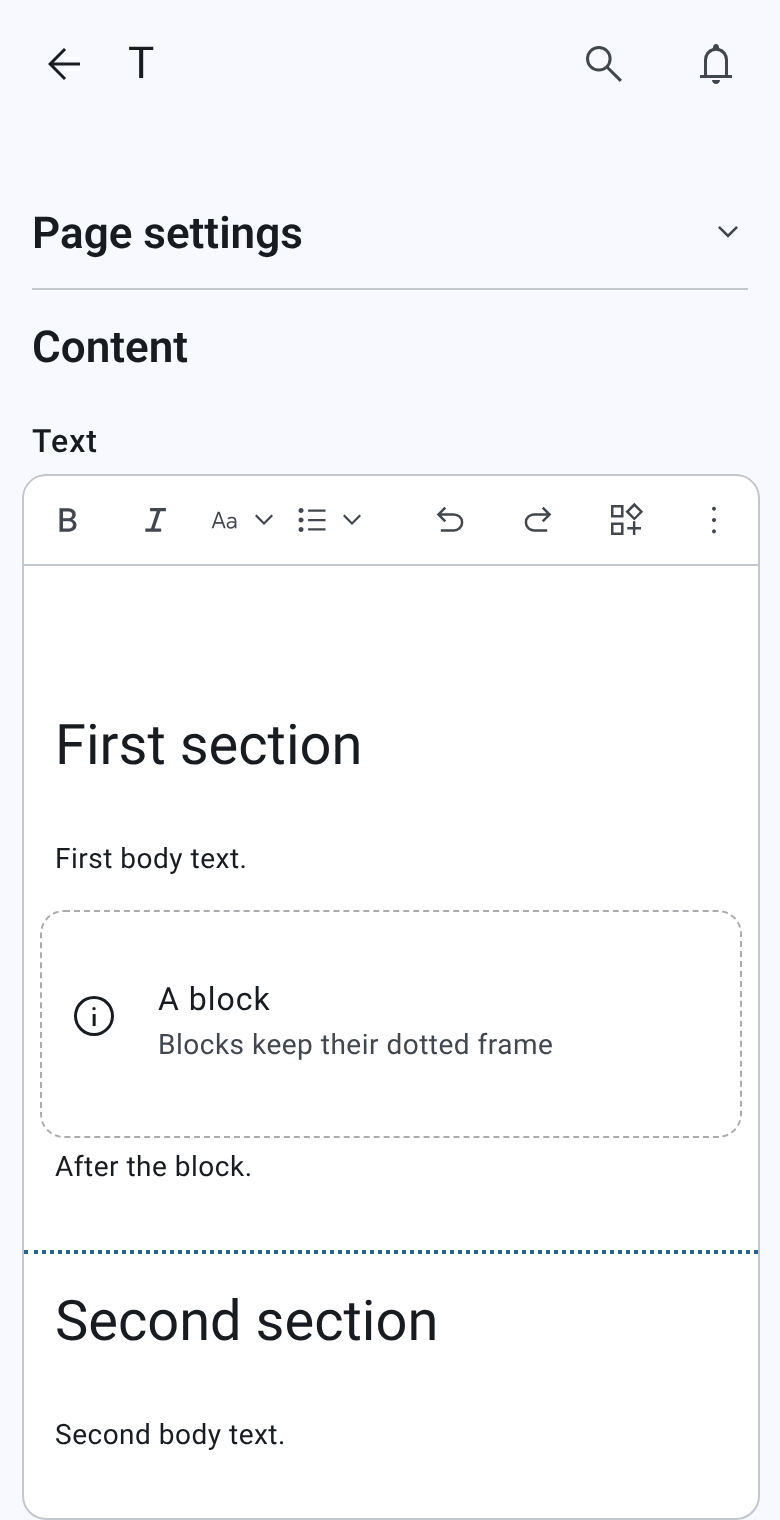 T
Page settings
Content
Text
B I Aa
First section
First body text.
A block
Blocks keep their dotted frame
After the block.
Second section
Second body text.